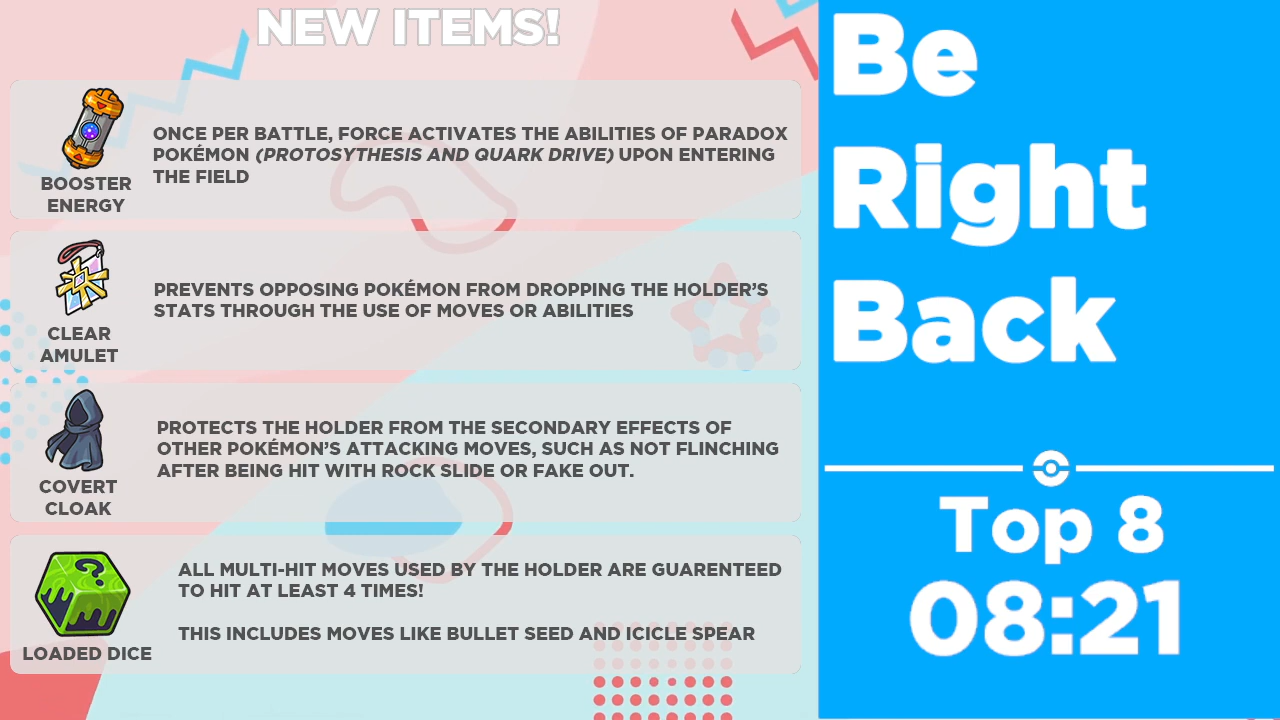 NEW ITEMS!
BOOSTER
ENERGY
ONCE PER BATTLE, FORCE ACTIVATES THE ABILITIES OF PARADOX
POKÉMON (PROTOSYTHESIS AND QUARK DRIVE) UPON ENTERING
THE FIELD
CLEAR
AMULET
PREVENTS OPPOSING POKÉMON FROM DROPPING THE HOLDER'S
STATS THROUGH THE USE OF MOVES OR ABILITIES
COVERT
CLOAK
PROTECTS THE HOLDER FROM THE SECONDARY EFFECTS OF
OTHER POKÉMON'S ATTACKING MOVES, SUCH AS NOT FLINCHING
AFTER BEING HIT WITH ROCK SLIDE OR FAKE OUT.
LOADED DICE
ALL MULTI-HIT MOVES USED BY THE HOLDER ARE GUARENTEED
TO HIT AT LEAST 4 TIMES!
THIS INCLUDES MOVES LIKE BULLET SEED AND ICICLE SPEAR
Be
Right
Back
Top 8
08:21